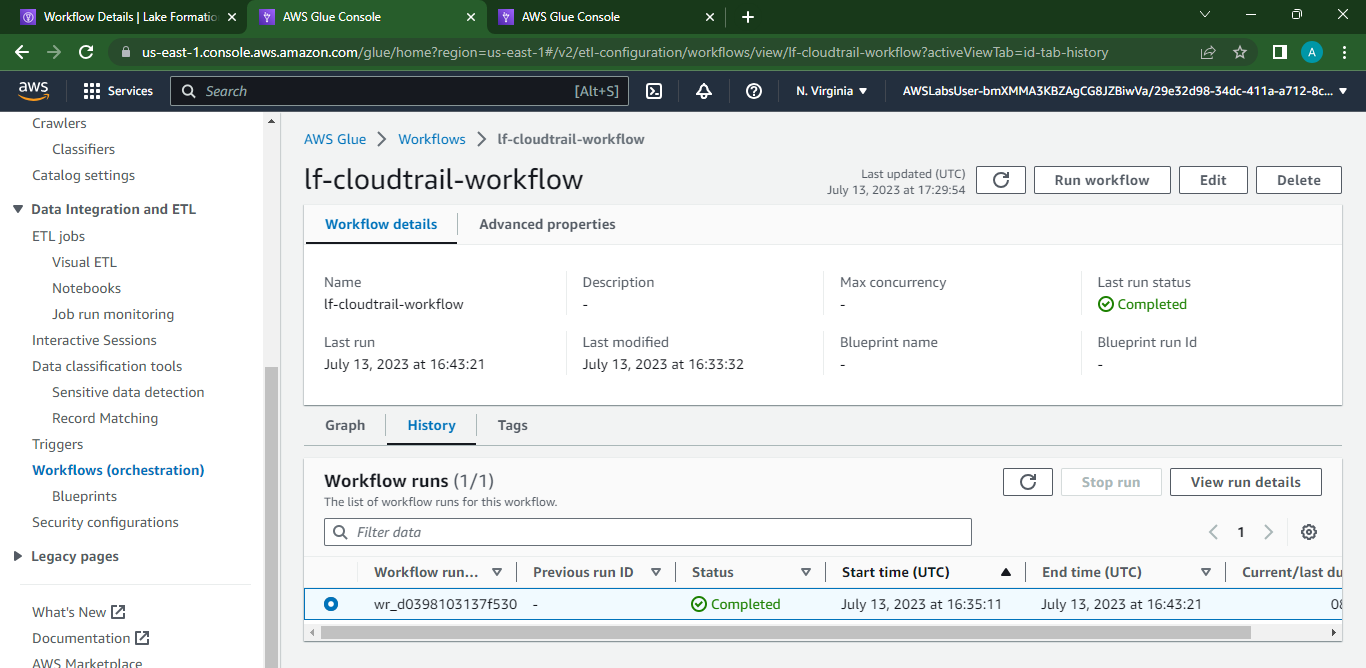 Workflow Details | Lake Formatio
AWS Glue Console
AWS Glue Console
us-east-1.console.aws.amazon.com/glue/home?region=us-east-1#/v2/etl-configuration/workflows/view/lf-cloudtrail-workflow?activeViewTab=id-tab-history
A
aws
Services
Search
[Alt+S]
N. Virginia
AWSLabsUser-bmXMMA3KBZAgCG8JZBiwVa/29e32d98-34dc-411a-a712-8c...
Crawlers
Classifiers
Catalog settings
Data Integration and ETL
ETL jobs
Visual ETL
Notebooks
Job run monitoring
Interactive Sessions
Data classification tools
Sensitive data detection
Record Matching
Triggers
Workflows (orchestration)
Blueprints
Security configurations
Legacy pages
What's New
Documentation
AWS Marketplace
AWS Glue
Workflows
lf-cloudtrail-workflow
lf-cloudtrail-workflow
Last updated (UTC)
July 13, 2023 at 17:29:54
Run workflow
Edit
Delete
Workflow details
Advanced properties
Name
lf-cloudtrail-workflow
Description
-
Max concurrency
-
Last run status
Completed
Last run
July 13, 2023 at 16:43:21
Last modified
July 13, 2023 at 16:33:32
Blueprint name
-
Blueprint run Id
-
Graph
History
Tags
Workflow runs (1/1)
The list of workflow runs for this workflow.
Stop run
View run details
Filter data
1
Workflow run...
Previous run ID
Status
Start time (UTC)
End time (UTC)
Current/last du
wr_d0398103137f530
-
Completed
July 13, 2023 at 16:35:11
July 13, 2023 at 16:43:21